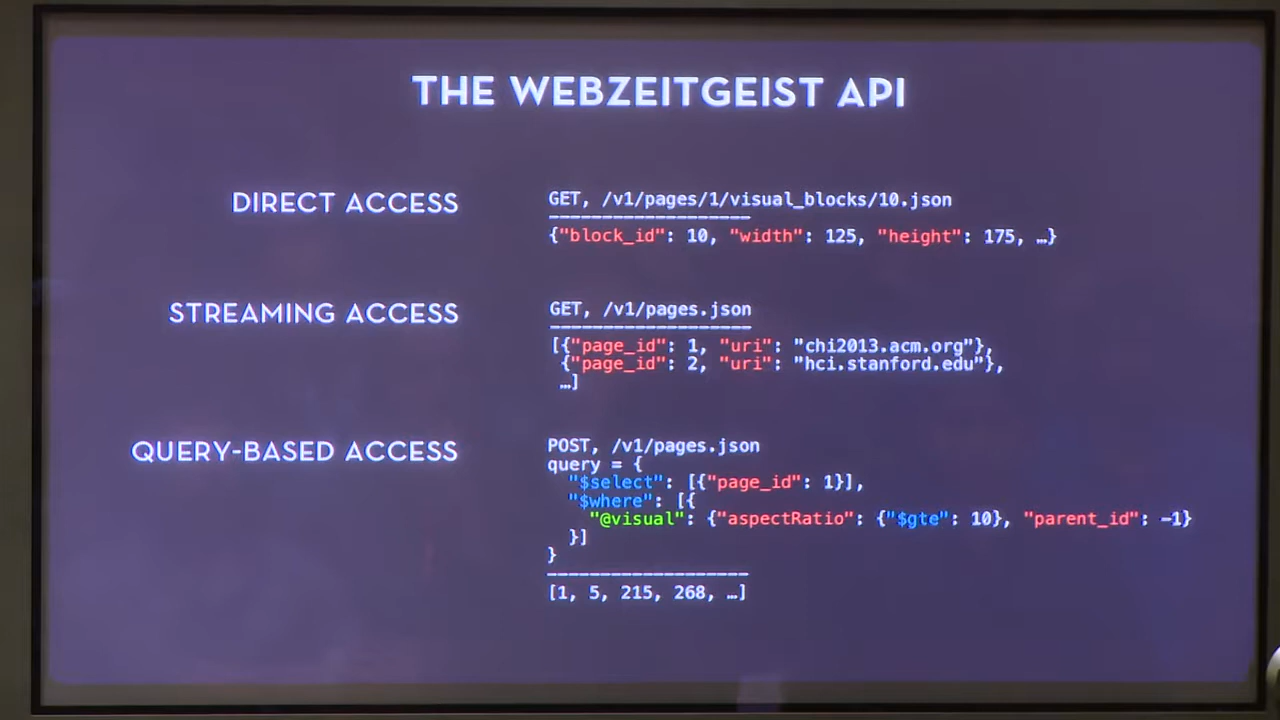 THE WEBZEITGEIST API
DIRECT ACCESS
GET, /v1/pages/1/visual_blocks/10.json
{"block_id": 10, "width": 125, "height": 175, …}
STREAMING ACCESS
GET, /v1/pages.json
[{"page_id": 1, "uri": "chi2013.acm.org"},
{"page_id": 2, "uri": "hci.stanford.edu"},
…]
QUERY-BASED ACCESS
POST, /v1/pages.json
query = {
"$select": [{"page_id": 1}],
"$where": [{
"@visual": {"aspectRatio": {"$gte": 10}, "parent_id": -1}
}]
}
[1, 5, 215, 268, …]